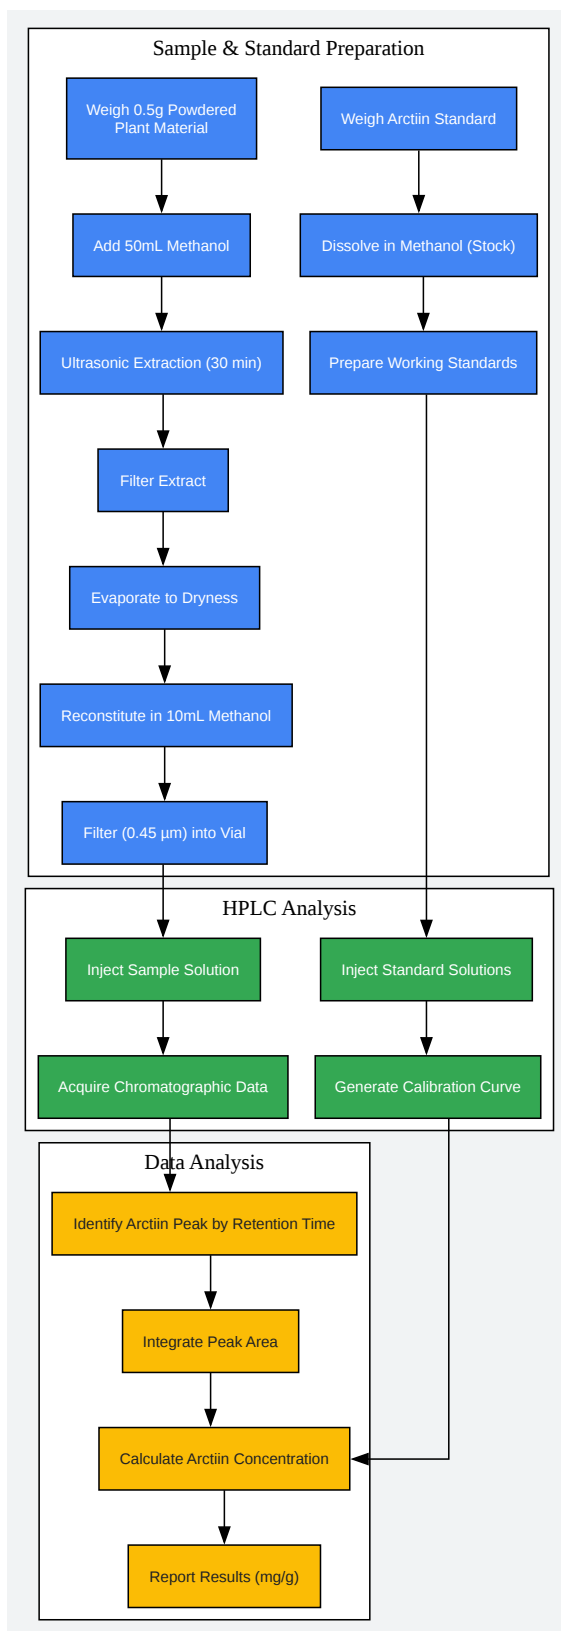 Sample & Standard Preparation
Weigh 0.5g Powdered
Plant Material
Weigh Arctiin Standard
Add 50mL Methanol
Dissolve in Methanol (Stock)
Ultrasonic Extraction (30 min)
Prepare Working Standards
Filter Extract
Evaporate to Dryness
Reconstitute in 10mL Methanol
Filter (0.45 µm) into Vial
HPLC Analysis
Inject Sample Solution
Inject Standard Solutions
Acquire Chromatographic Data
Generate Calibration Curve
Data Analysis
Identify Arctiin Peak by Retention Time
Integrate Peak Area
Calculate Arctiin Concentration
Report Results (mg/g)